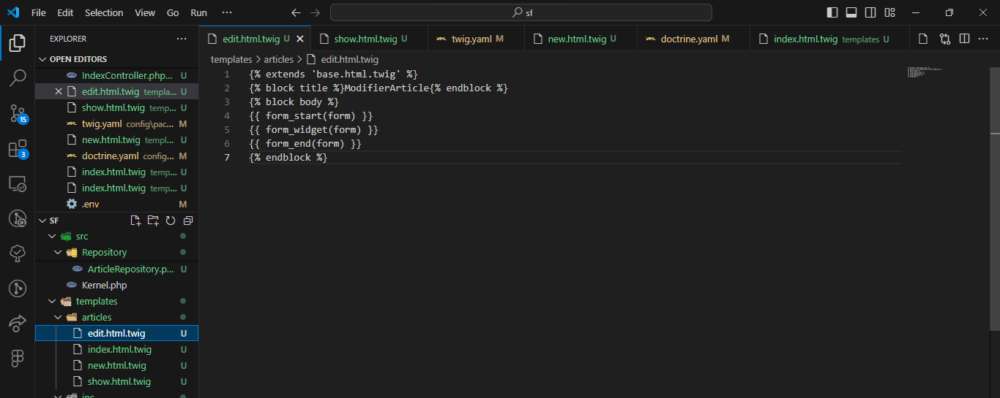 File Edit Selection View Go Run ··· sf
EXPLORER ···
OPEN EDITORS
IndexController.php... U
edit.html.twig templa... U
show.html.twig temp... U
twig.yaml config\pac... M
new.html.twig templ... U
doctrine.yaml config... M
index.html.twig temp... U
index.html.twig temp... U
.env M
SF
src
Repository
ArticleRepository.p... U
Kernel.php
templates
articles
edit.html.twig U
index.html.twig U
new.html.twig U
show.html.twig U
inc
15
3
edit.html.twig U show.html.twig U twig.yaml M new.html.twig U doctrine.yaml M index.html.twig templates U ···
templates > articles > edit.html.twig
1 {% extends 'base.html.twig' %}
2 {% block title %}ModifierArticle{% endblock %}
3 {% block body %}
4 {{ form_start(form) }}
5 {{ form_widget(form) }}
6 {{ form_end(form) }}
7 {% endblock %}